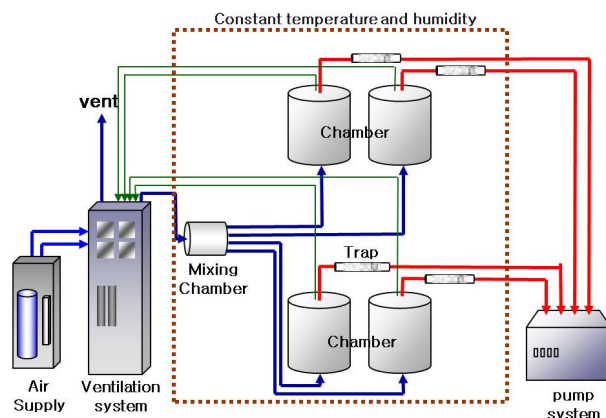 Constant temperature and humidity
vent
Chamber
Mixing
Chamber
Trap
Chamber
Air
Supply
Ventilation
system
pump
system